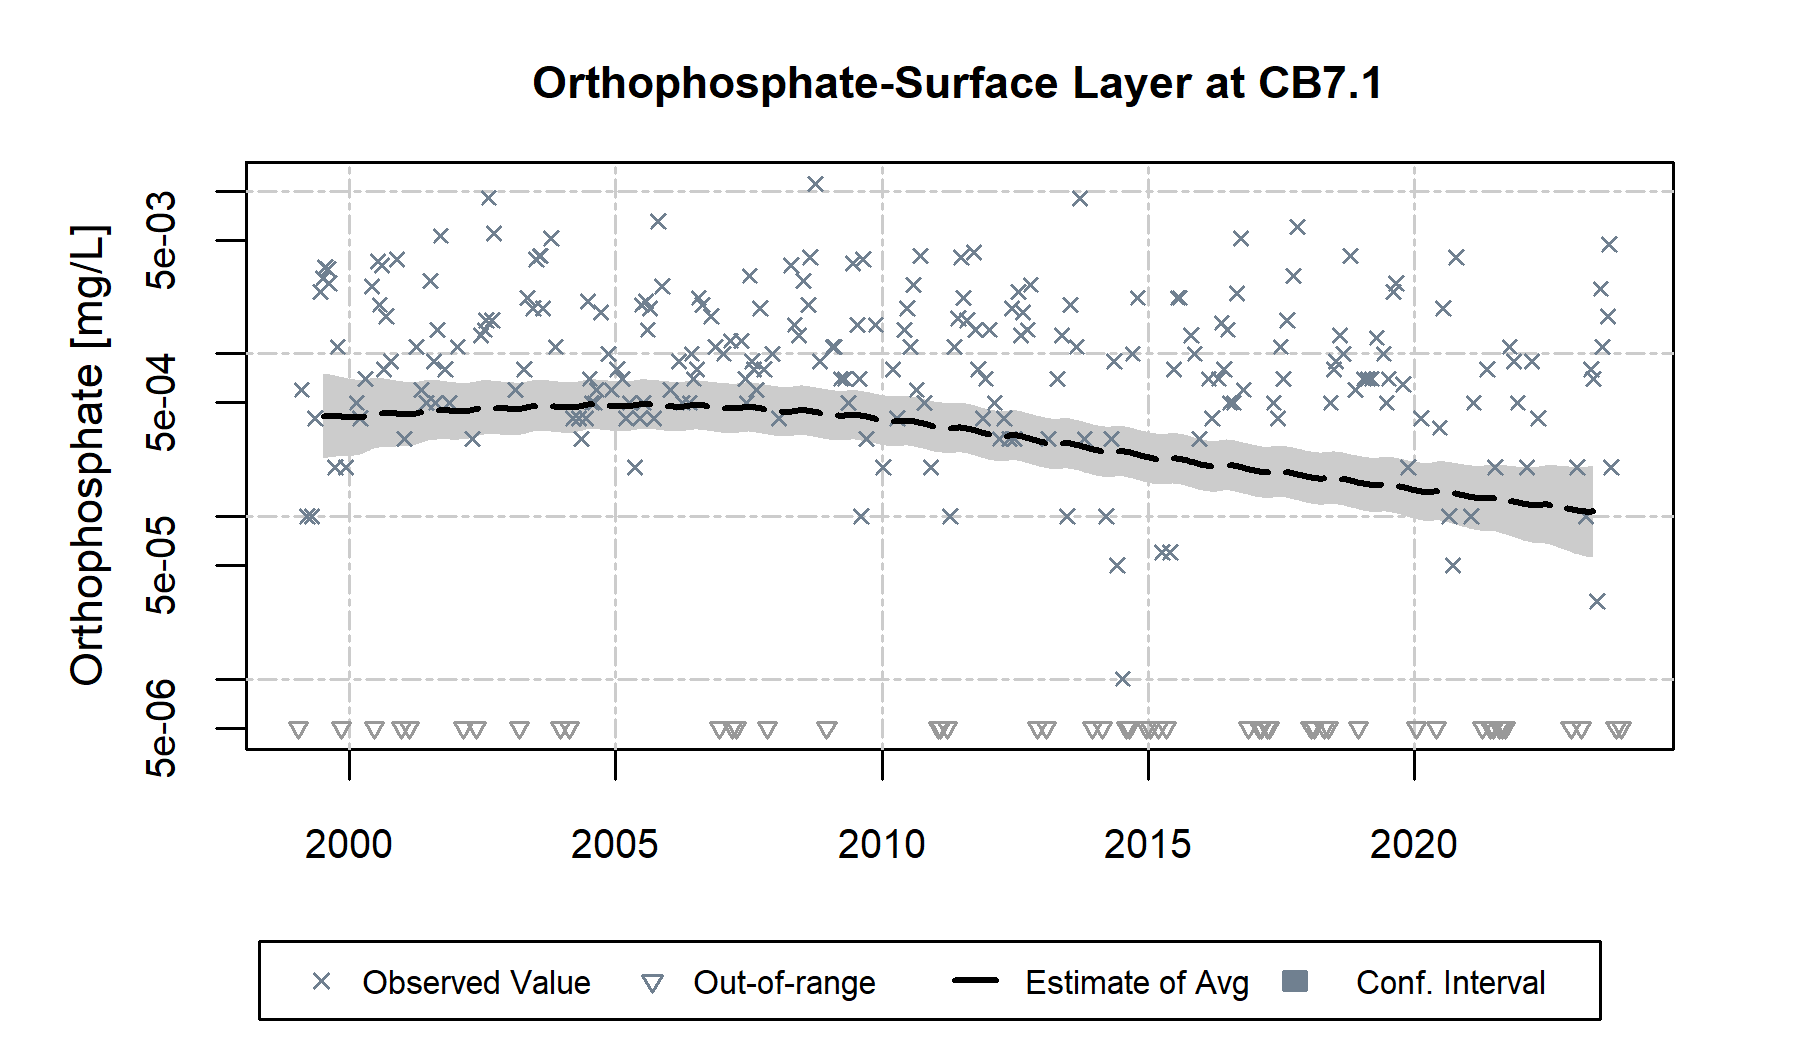 Orthophosphate-Surface Layer at CB7.1
Orthophosphate [mg/L]
5e-03
5e-04
5e-05
5e-06
2000 2005 2010 2015 2020
Observed Value Out-of-range Estimate of Avg Conf. Interval